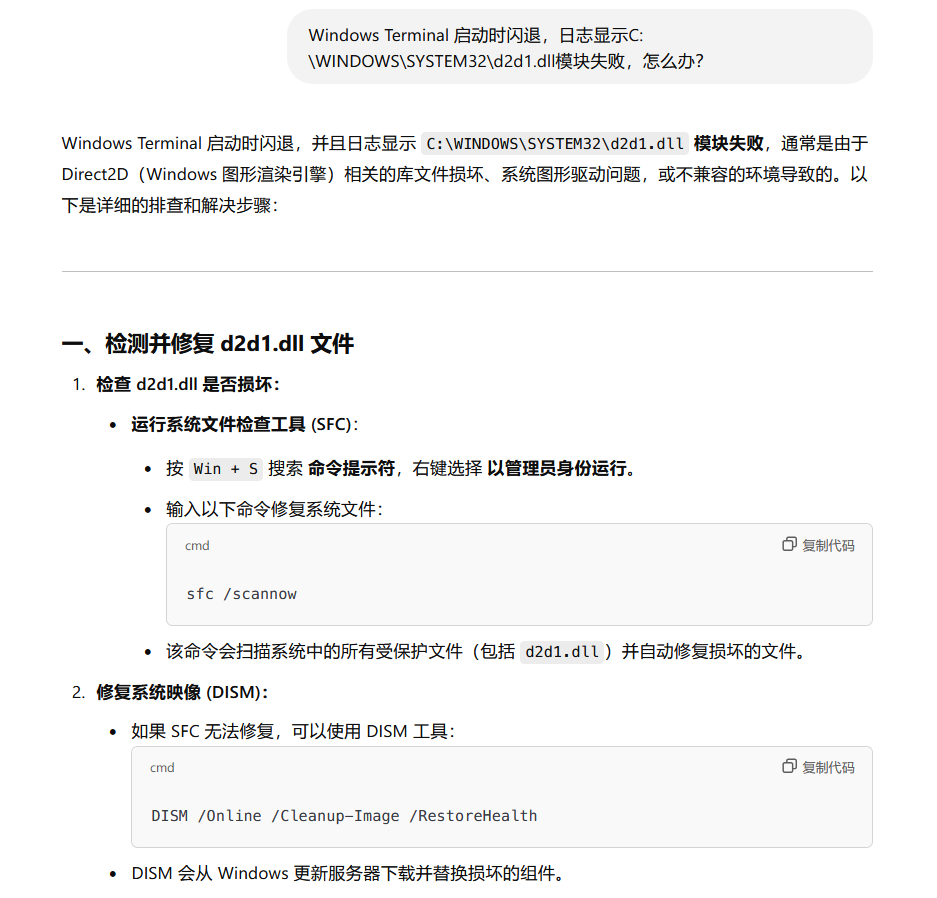 Windows Terminal 启动时闪退，日志显示C:
\WINDOWS\SYSTEM32\d2d1.dll模块失败，怎么办？
Windows Terminal 启动时闪退，并且日志显示 C:\WINDOWS\SYSTEM32\d2d1.dll 模块失败，通常是由于
Direct2D（Windows 图形渲染引擎）相关的库文件损坏、系统图形驱动问题，或不兼容的环境导致的。以
下是详细的排查和解决步骤：
一、检测并修复 d2d1.dll 文件
1. 检查 d2d1.dll 是否损坏：
• 运行系统文件检查工具 (SFC)：
• 按 Win + S 搜索 命令提示符，右键选择 以管理员身份运行。
• 输入以下命令修复系统文件：
cmd 复制代码
sfc /scannow
• 该命令会扫描系统中的所有受保护文件（包括 d2d1.dll）并自动修复损坏的文件。
2. 修复系统映像 (DISM)：
• 如果 SFC 无法修复，可以使用 DISM 工具：
cmd 复制代码
DISM /Online /Cleanup-Image /RestoreHealth
• DISM 会从 Windows 更新服务器下载并替换损坏的组件。